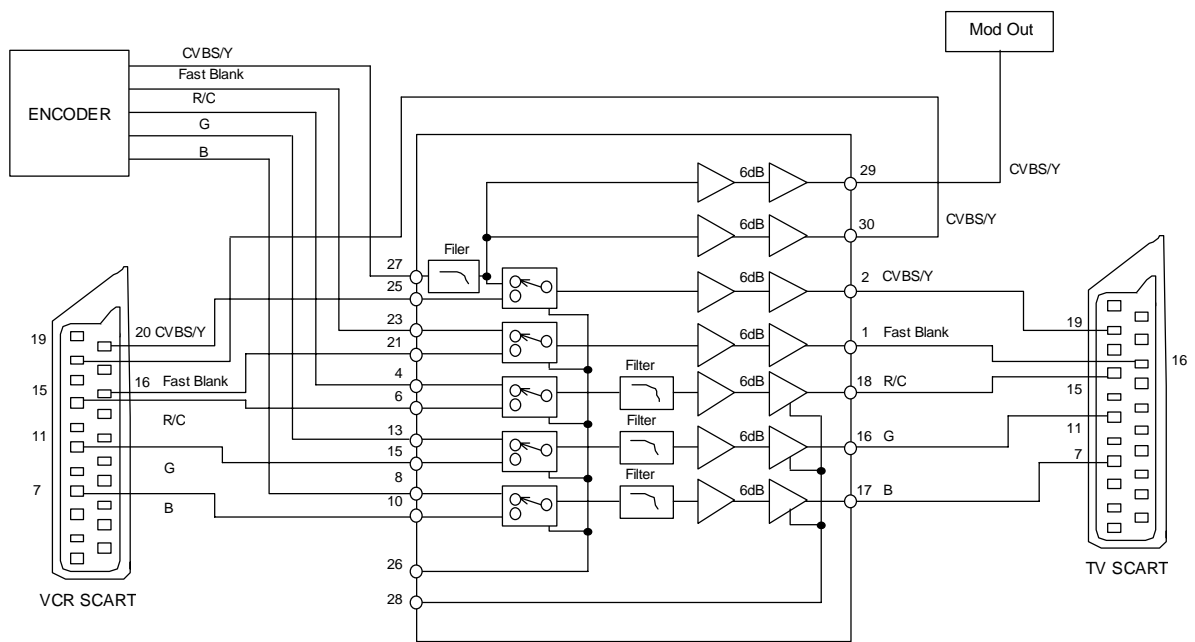 Mod Out
CVBS/Y
Fast Blank
R/C
G
B
ENCODER
6dB
29
CVBS/Y
6dB
30
CVBS/Y
Filer
27
25
6dB
2 CVBS/Y
19
20 CVBS/Y
23
21
6dB
1 Fast Blank
19
16
15
16 Fast Blank
4
6
Filter
6dB
18 R/C
15
R/C
11
13
15
Filter
6dB
16 G
11
G
7
8
10
Filter
6dB
17 B
7
B
26
28
VCR SCART
TV SCART